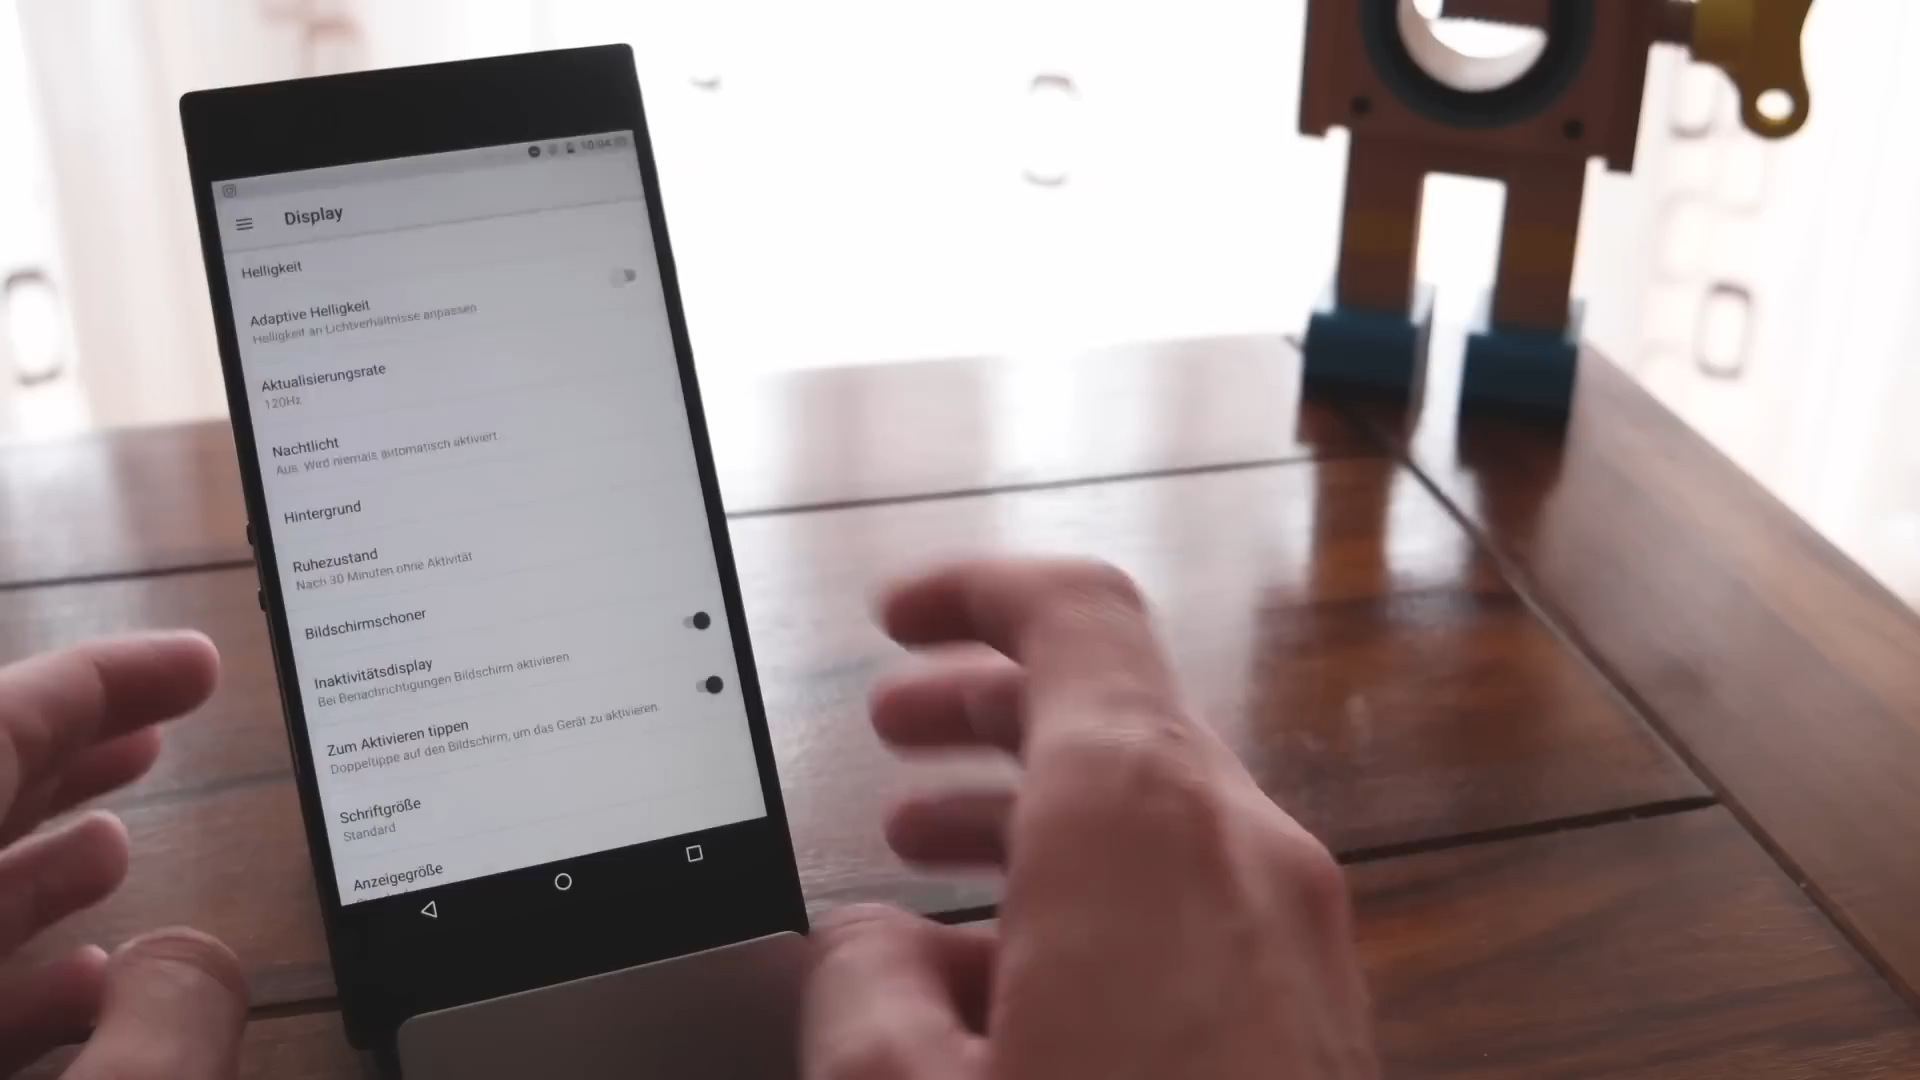 10:04
Display
Helligkeit
Adaptive Helligkeit
Helligkeit an Lichtverhältnisse anpassen
Aktualisierungsrate
120Hz
Nachtlicht
Aus. Wird niemals automatisch aktiviert.
Hintergrund
Ruhezustand
Nach 30 Minuten ohne Aktivität
Bildschirmschoner
Inaktivitätsdisplay
Bei Benachrichtigungen Bildschirm aktivieren
Zum Aktivieren tippen
Doppeltippe auf den Bildschirm, um das Gerät zu aktivieren.
Schriftgröße
Standard
Anzeigegröße